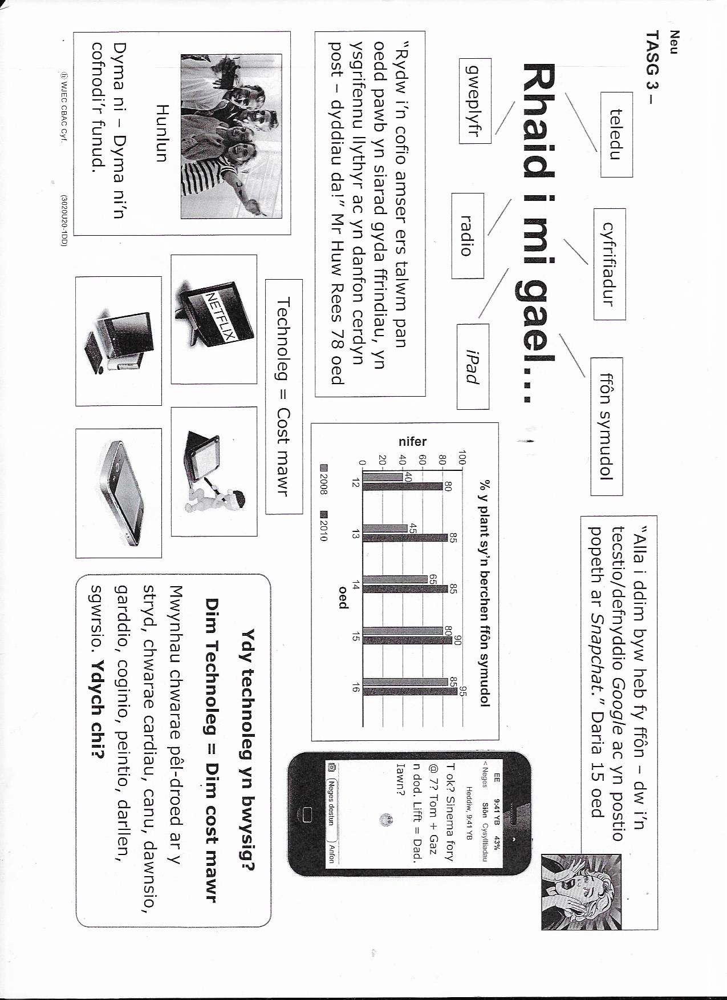 Neu
TASG 3 –
teledu
cyfrifiadur
ffôn symudol
Rhaid i mi gael...
gweplyfr
radio
iPad
"Alla i ddim byw heb fy ffôn – dw i'n
tecstio/defnyddio Google ac yn postio
popeth ar Snapchat." Daria 15 oed
"Rydw i'n cofio amser ers talwm pan
oedd pawb yn siarad gyda ffrindiau, yn
ysgrifennu llythyr ac yn danfon cerdyn
post – dyddiau da!" Mr Huw Rees 78 oed
% y plant sy'n berchen ffôn symudol
nifer
100
80
60
40
20
0
40
80
45
85
65
85
80
90
85
95
12
13
14
15
16
oed
2008
2010
EE 9:41 YB 43%
< Neges Siôn Cysylltiadau
Heddiw, 9:41 YB
T ok? Sinema fory
@ 7? Tom + Gaz
n dod. Lifft = Dad.
Iawn?
Neges destun
Anfon
Hunlun
Dyma ni – Dyma ni'n
cofnodi'r funud.
Technoleg = Cost mawr
NETFLIX
Ydy technoleg yn bwysig?
Dim Technoleg = Dim cost mawr
Mwynhau chwarae pêl-droed ar y
stryd, chwarae cardiau, canu, dawnsio,
garddio, coginio, peintio, darllen,
sgwrsio. Ydych chi?
ⓗ WJEC CBAC Cyf.
(3020U20-1DD)